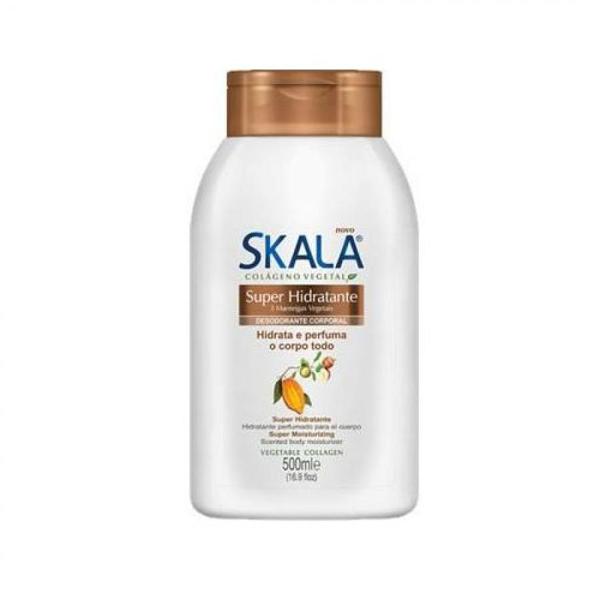 novo
SKALA®
COLÁGENO VEGETAL
Super Hidratante
3 Manteigas Vegetais
DESODORANTE CORPORAL
Hidrata e perfuma
o corpo todo
Super Hidratante
Hidratante perfumado para el cuerpo
Super Moisturizing
Scented body moisturizer
VEGETABLE COLLAGEN
500ml e
(16.9 floz)